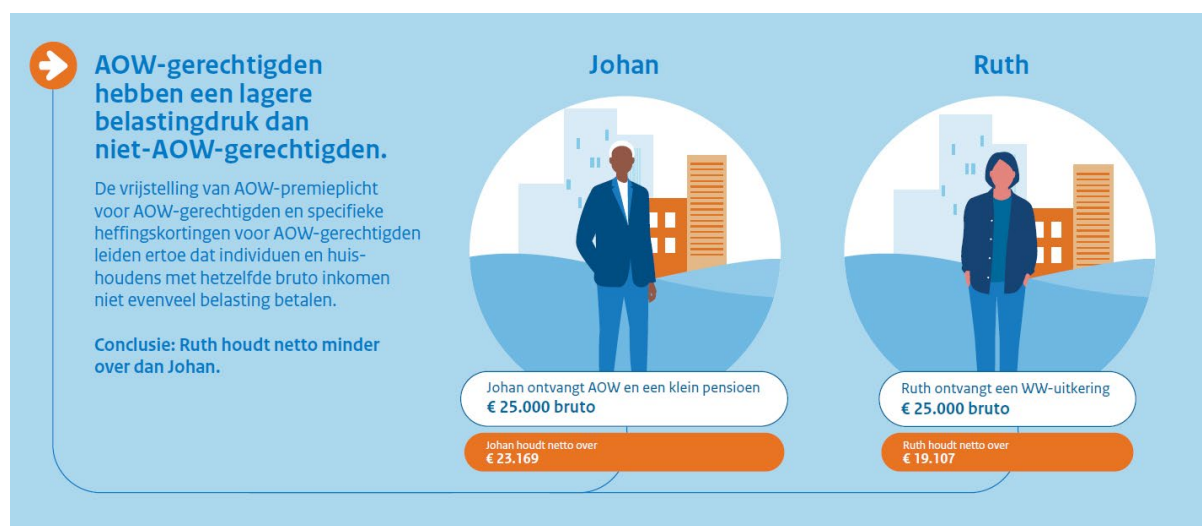 AOW-gerechtigden
hebben een lagere
belastingdruk dan
niet-AOW-gerechtigden.
De vrijstelling van AOW-premieplicht
voor AOW-gerechtigden en specifieke
heffingskortingen voor AOW-gerechtigden
leiden ertoe dat individuen en huis-
houdens met hetzelfde bruto inkomen
niet evenveel belasting betalen.
Conclusie: Ruth houdt netto minder
over dan Johan.
Johan
Johan ontvangt AOW en een klein pensioen
€ 25.000 bruto
Johan houdt netto over
€ 23.169
Ruth
Ruth ontvangt een WW-uitkering
€ 25.000 bruto
Ruth houdt netto over
€ 19.107